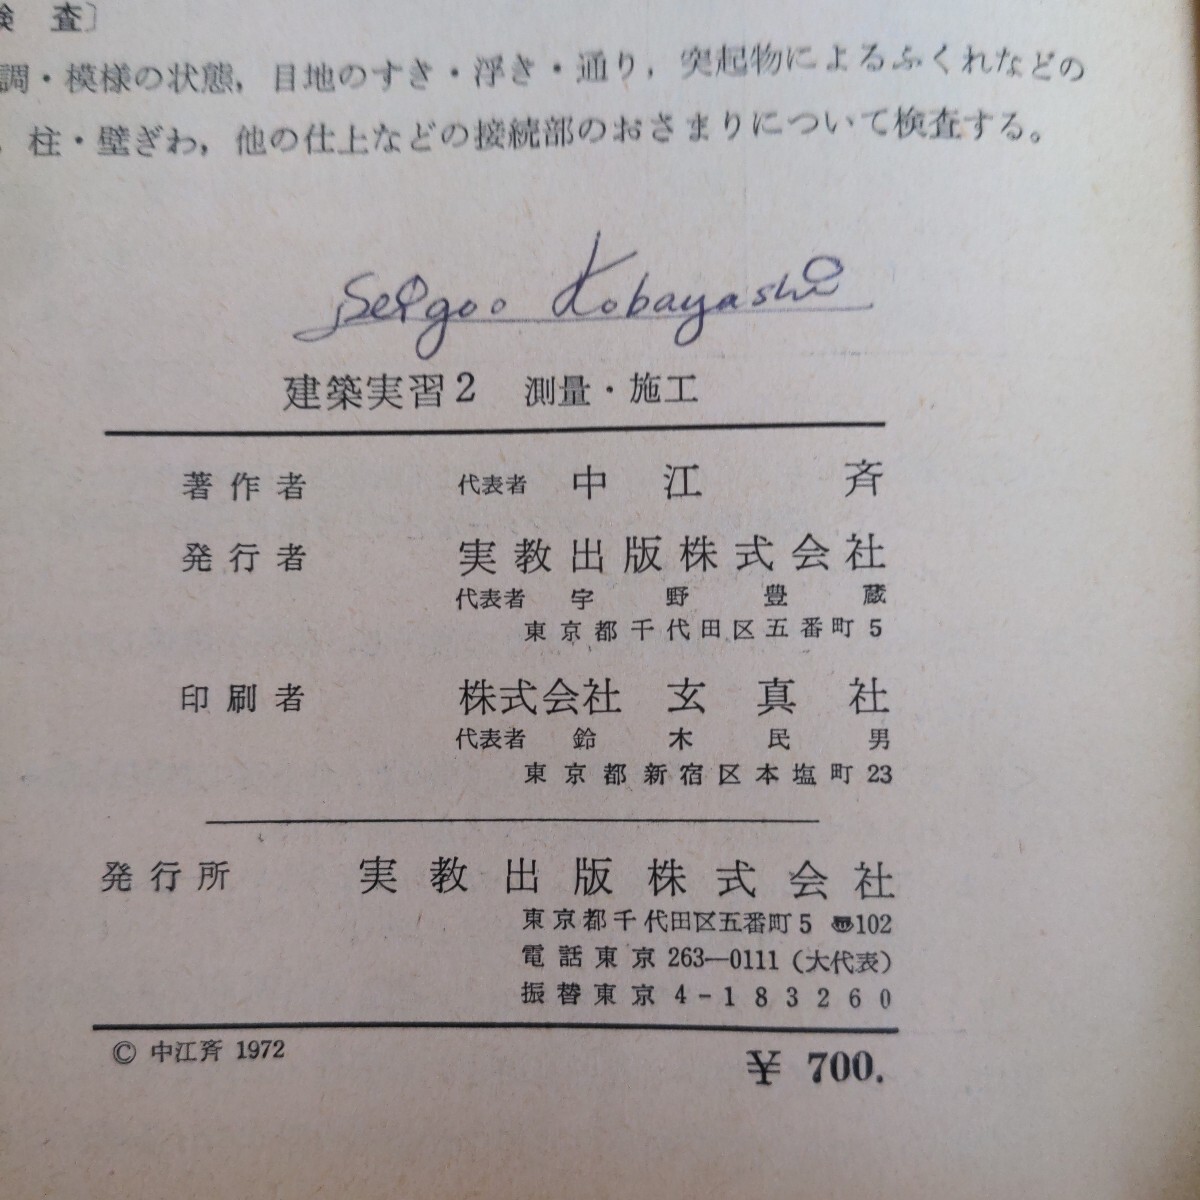 検 査〕
調・模様の状態，目地のすき・浮き・通り，突起物によるふくれなどの
，柱・壁ぎわ，他の仕上などの接続部のおさまりについて検査する。
Seigoo Kobayashi
建築実習2 測量・施工
著作者 代表者 中江 斉
発行者 実教出版株式会社
代表者 宇野豊蔵
東京都千代田区五番町5
印刷者 株式会社 玄真社
代表者 鈴木民男
東京都新宿区本塩町23
発行所 実教出版株式会社
東京都千代田区五番町5 〠102
電話東京 263—0111（大代表）
振替東京 4-183260
© 中江斉 1972
¥ 700.